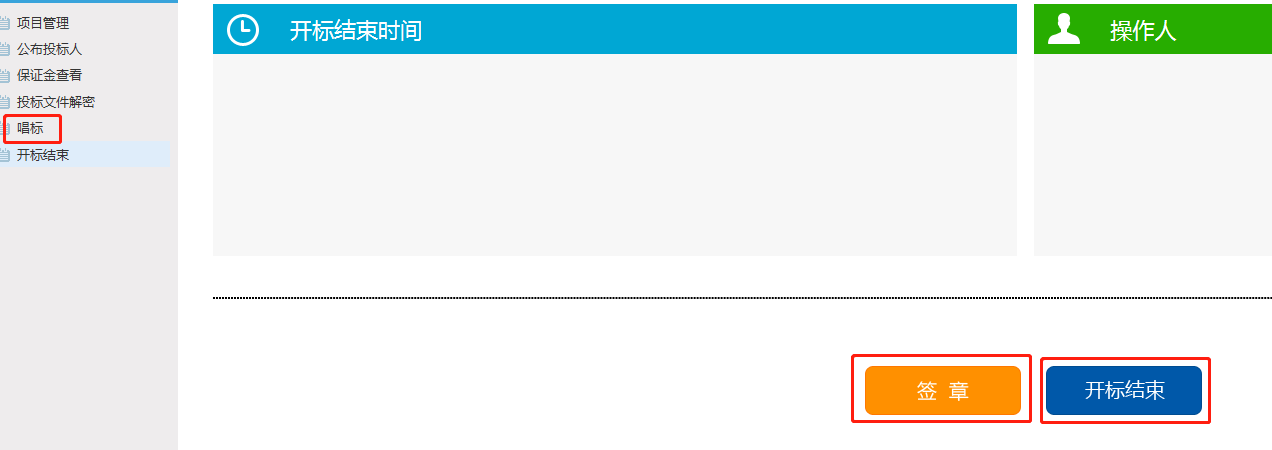 项目管理
公布投标人
保证金查看
投标文件解密
唱标
开标结束
开标结束时间
操作人
签 章
开标结束